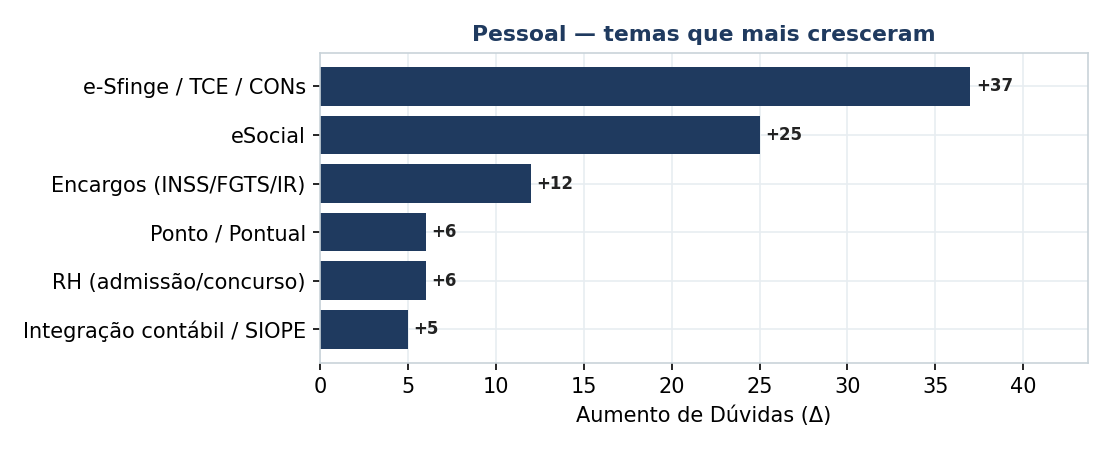 Pessoal — temas que mais cresceram
e-Sfinge / TCE / CONs +37
eSocial +25
Encargos (INSS/FGTS/IR) +12
Ponto / Pontual +6
RH (admissão/concurso) +6
Integração contábil / SIOPE +5
0 5 10 15 20 25 30 35 40
Aumento de Dúvidas (Δ)